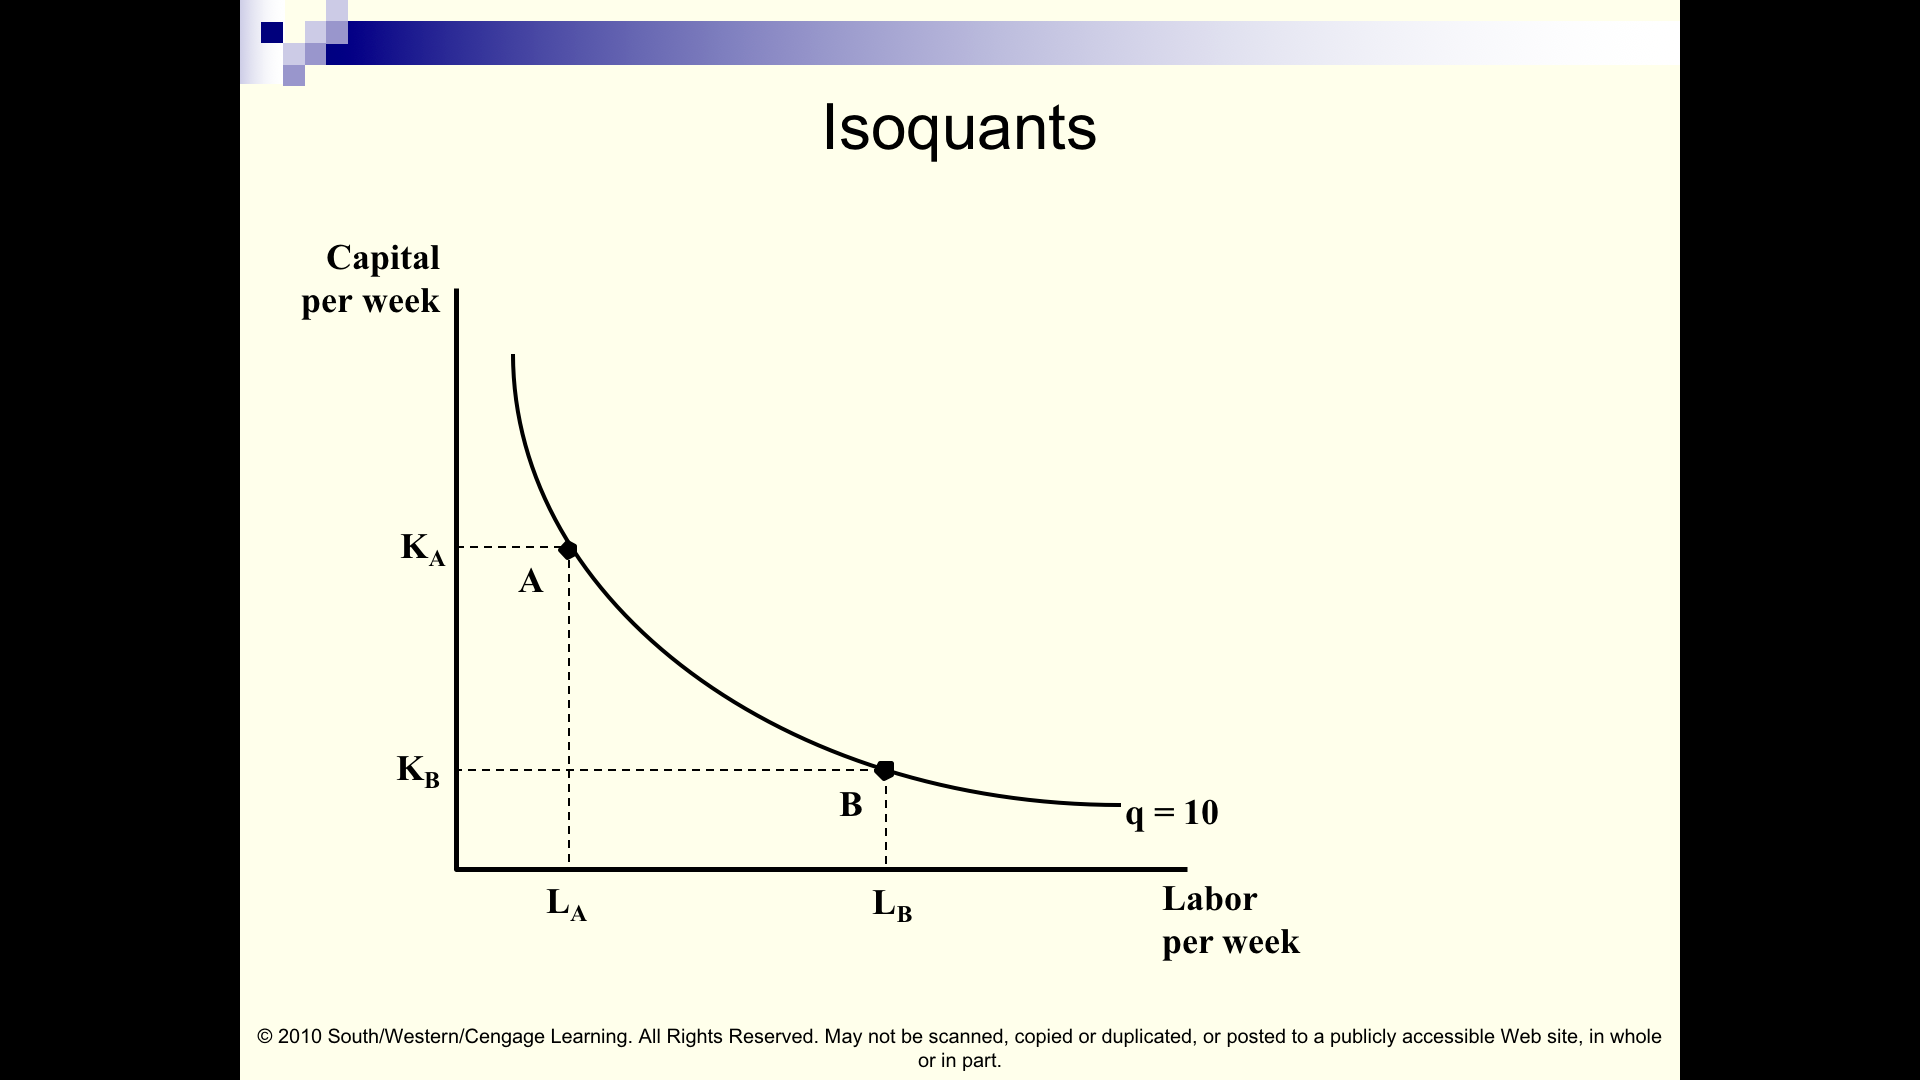 Isoquants
Capital
per week
K_A
A
K_B
B
q = 10
L_A
L_B
Labor
per week
© 2010 South/Western/Cengage Learning. All Rights Reserved. May not be scanned, copied or duplicated, or posted to a publicly accessible Web site, in whole
or in part.